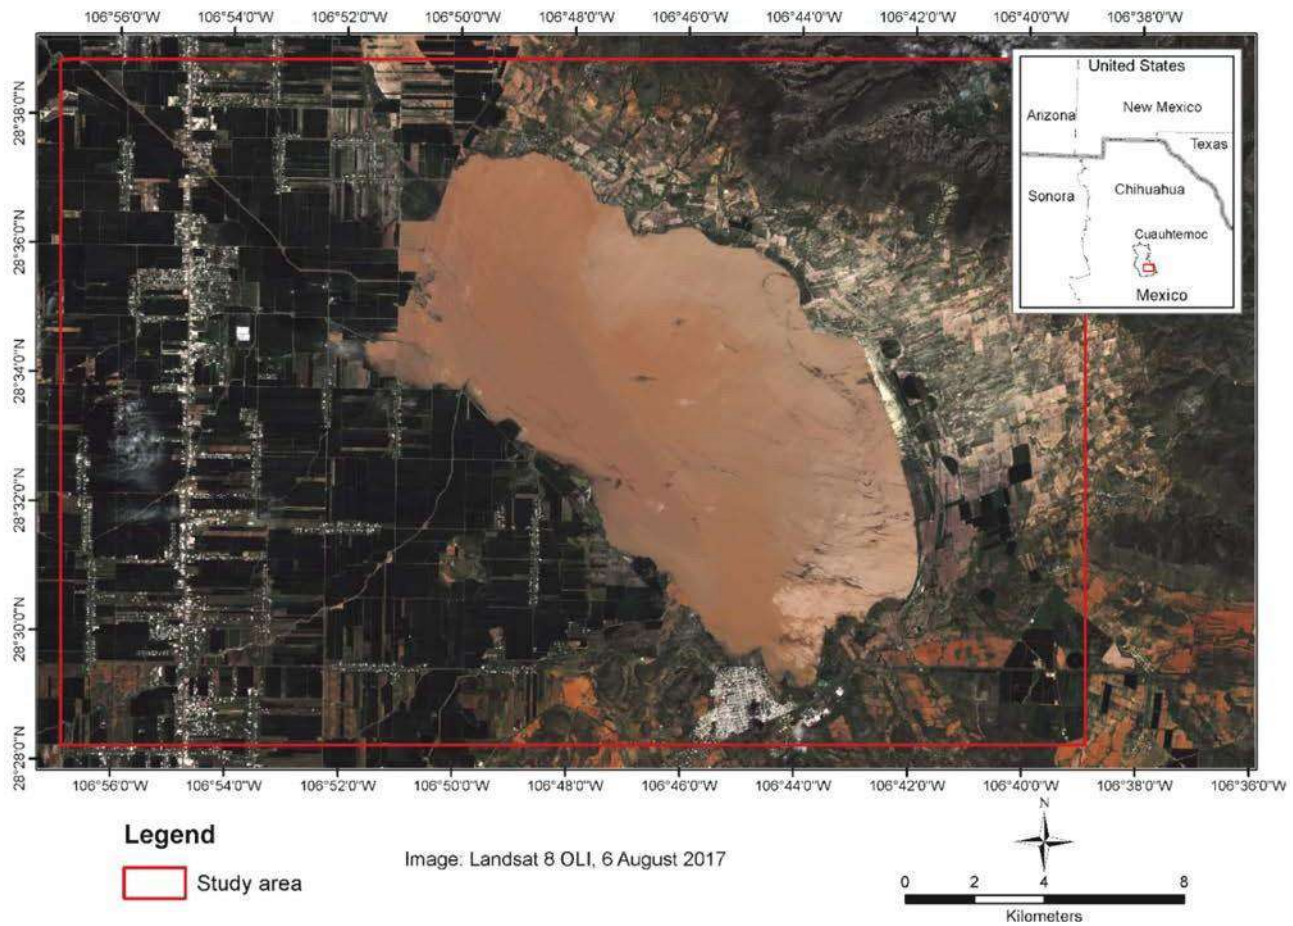 106°56'0"W 106°54'0"W 106°52'0"W 106°50'0"W 106°48'0"W 106°46'0"W 106°44'0"W 106°42'0"W 106°40'0"W 106°38'0"W
28°38'0"N
28°36'0"N
28°34'0"N
28°32'0"N
28°30'0"N
28°28'0"N
United States
New Mexico
Arizona
Texas
Sonora
Chihuahua
Cuauhtemoc
Mexico
106°56'0"W 106°54'0"W 106°52'0"W 106°50'0"W 106°48'0"W 106°46'0"W 106°44'0"W 106°42'0"W 106°40'0"W 106°38'0"W 106°36'0"W
Legend
Study area
Image: Landsat 8 OLI, 6 August 2017
N
0 2 4 8
Kilometers